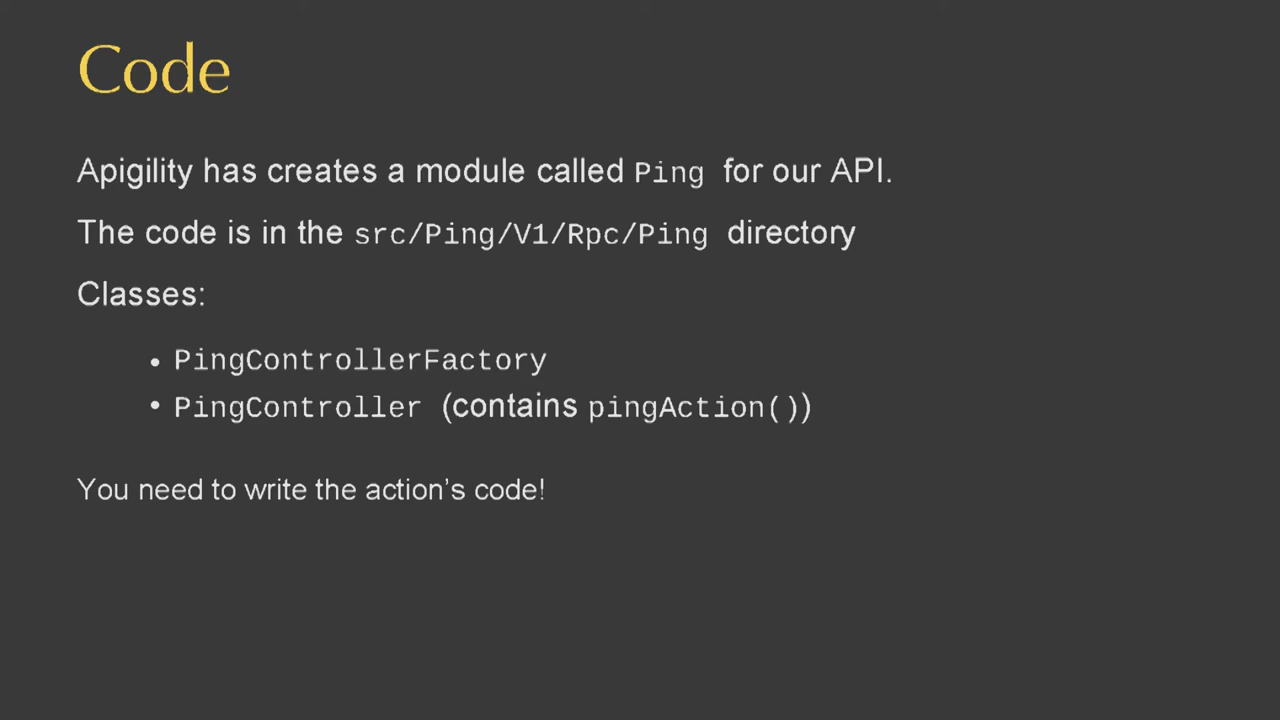 Code
Apigility has creates a module called Ping for our API.
The code is in the src/Ping/V1/Rpc/Ping directory
Classes:
• PingControllerFactory
• PingController (contains pingAction())
You need to write the action’s code!